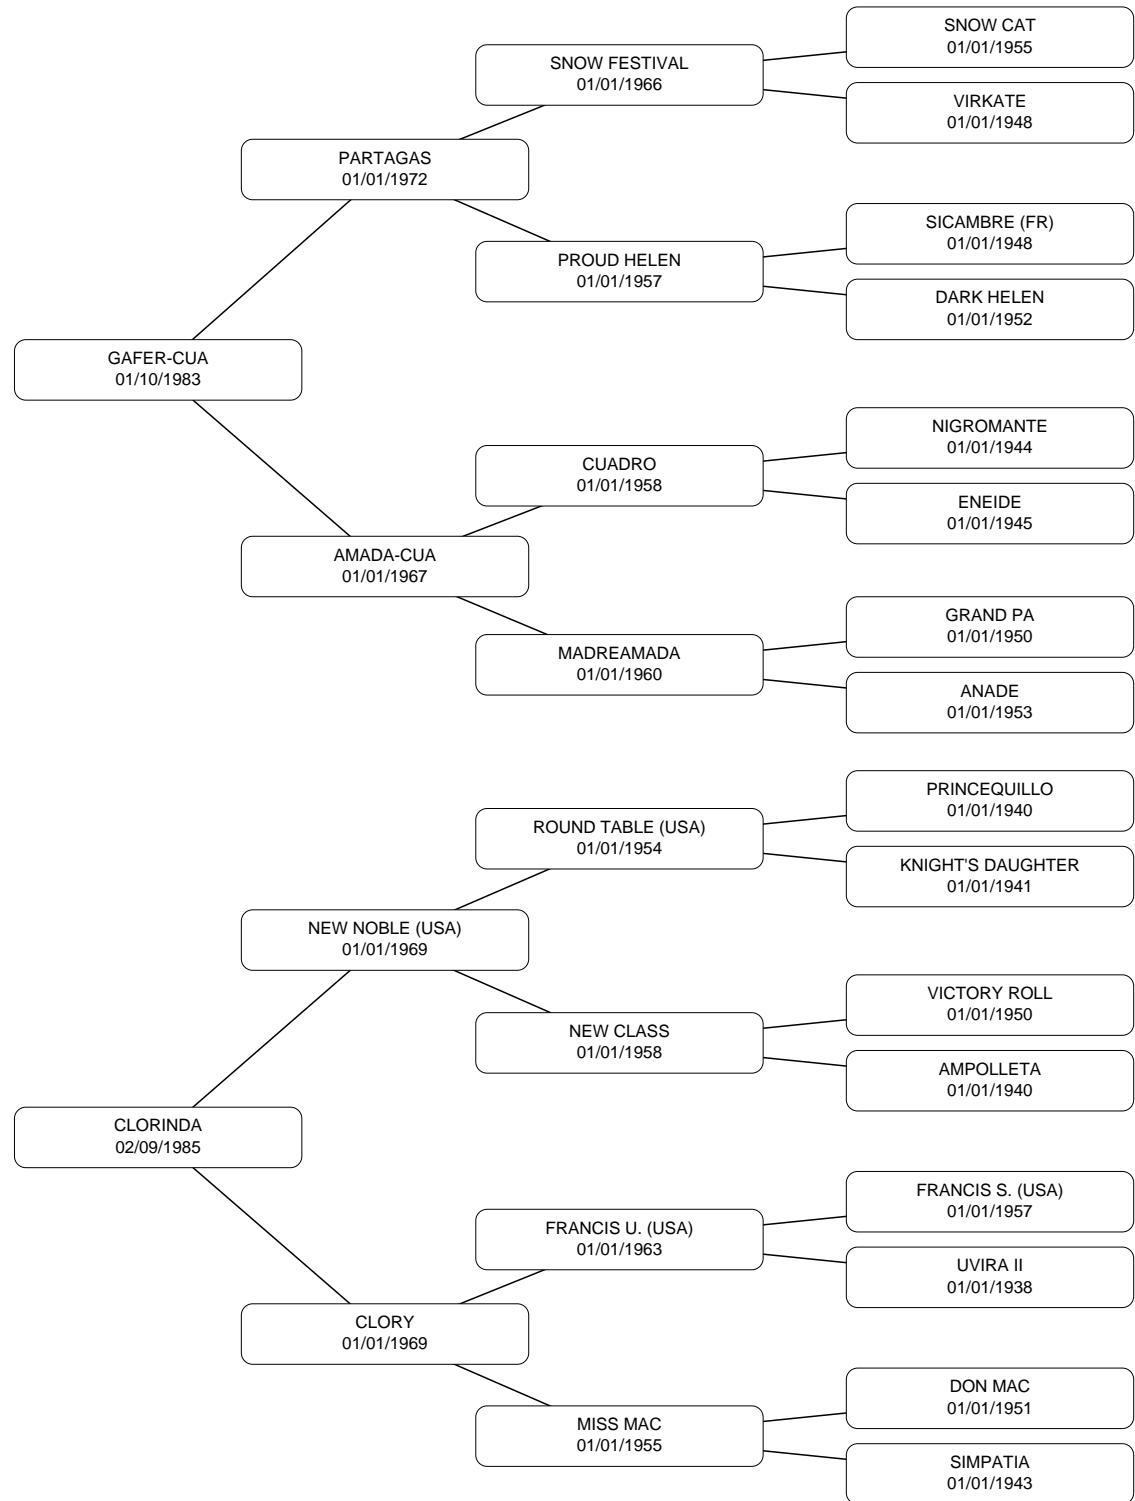 SNOW CAT
01/01/1955
SNOW FESTIVAL
01/01/1966
VIRKATE
01/01/1948
PARTAGAS
01/01/1972
SICAMBRE (FR)
01/01/1948
PROUD HELEN
01/01/1957
DARK HELEN
01/01/1952
GAFER-CUA
01/10/1983
NIGROMANTE
01/01/1944
CUADRO
01/01/1958
ENEIDE
01/01/1945
AMADA-CUA
01/01/1967
GRAND PA
01/01/1950
MADREAMADA
01/01/1960
ANADE
01/01/1953
PRINCEQUILLO
01/01/1940
ROUND TABLE (USA)
01/01/1954
KNIGHT'S DAUGHTER
01/01/1941
NEW NOBLE (USA)
01/01/1969
VICTORY ROLL
01/01/1950
NEW CLASS
01/01/1958
AMPOLLETA
01/01/1940
CLORINDA
02/09/1985
FRANCIS S. (USA)
01/01/1957
FRANCIS U. (USA)
01/01/1963
UVIRA II
01/01/1938
CLORY
01/01/1969
DON MAC
01/01/1951
MISS MAC
01/01/1955
SIMPATIA
01/01/1943